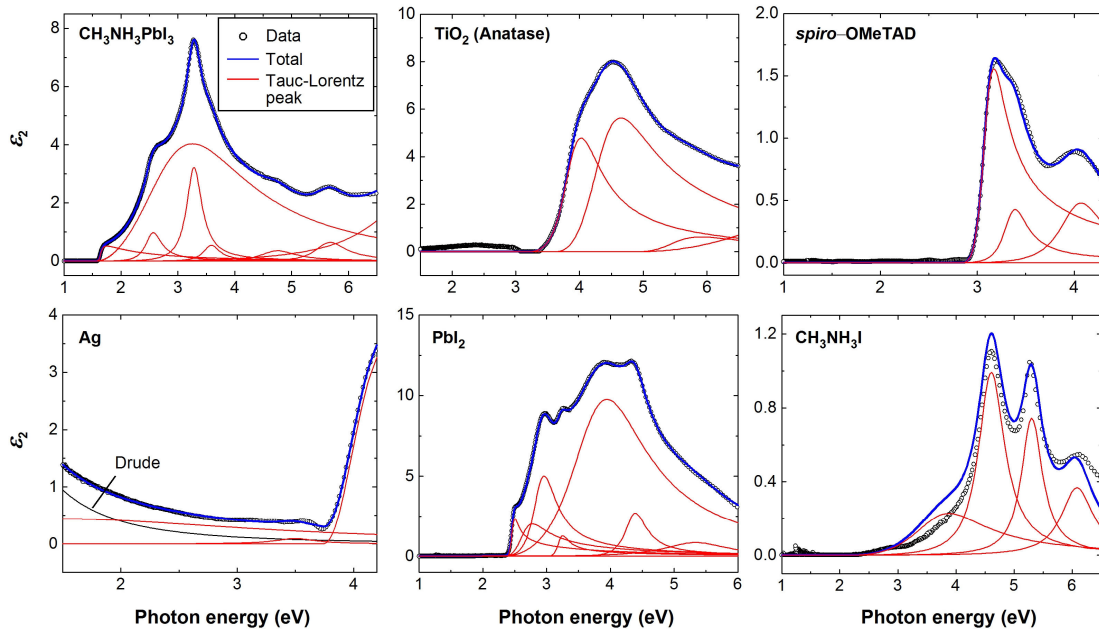 CH₃NH₃PbI₃
Data
Total
Tauc-Lorentz
peak
ε₂
8
6
4
2
0
1 2 3 4 5 6
TiO₂ (Anatase)
10
8
6
4
2
0
2 3 4 5 6
spiro–OMeTAD
2.0
1.5
1.0
0.5
0.0
1 2 3 4
Ag
Drude
ε₂
4
3
2
1
0
2 3 4
Photon energy (eV)
PbI₂
15
10
5
0
1 2 3 4 5 6
Photon energy (eV)
CH₃NH₃I
1.2
0.8
0.4
0.0
1 2 3 4 5 6
Photon energy (eV)